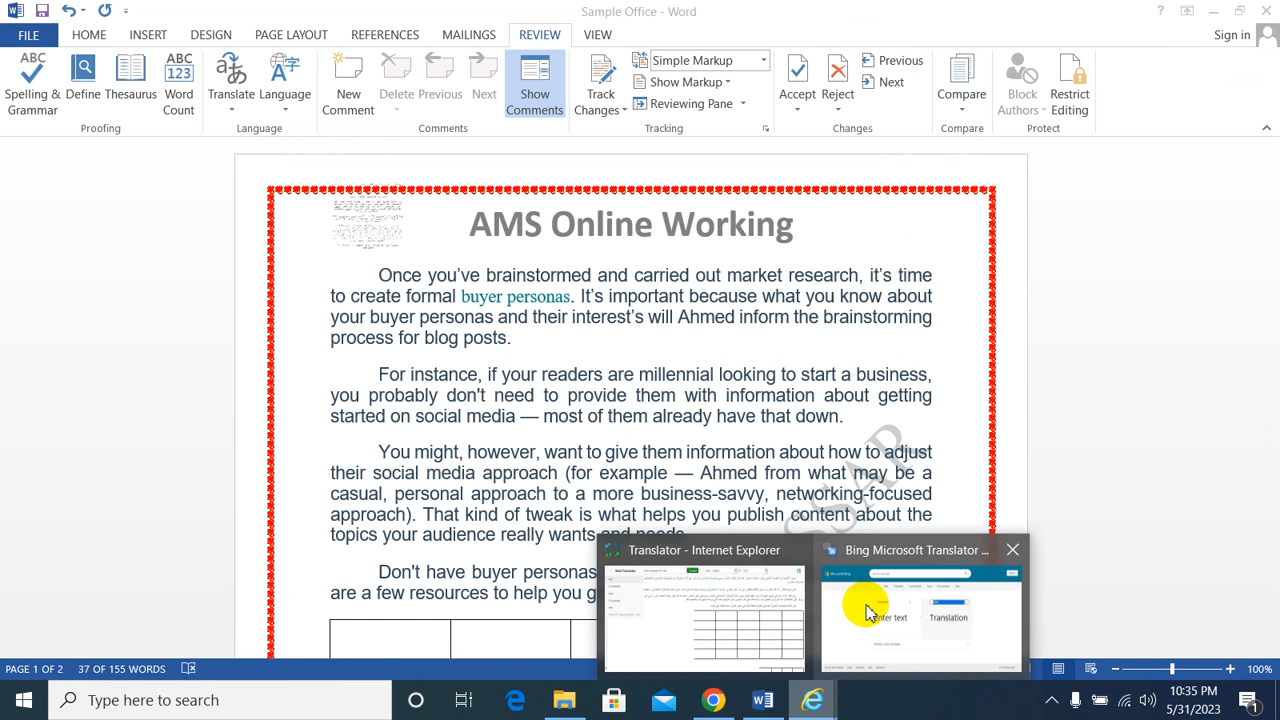 Sample Office - Word
FILE HOME INSERT DESIGN PAGE LAYOUT REFERENCES MAILINGS REVIEW VIEW Sign in
Spelling & Grammar Define Thesaurus Word Count Translate Language New Comment Delete Previous Next Show Comments Track Changes Simple Markup Show Markup Reviewing Pane Accept Reject Previous Next Compare Block Authors Restrict Editing
Proofing Language Comments Tracking Changes Compare Protect
AMS Online Working
Once you've brainstormed and carried out market research, it's time
to create formal buyer personas. It's important because what you know about
your buyer personas and their interest's will Ahmed inform the brainstorming
process for blog posts.
For instance, if your readers are millennial looking to start a business,
you probably don't need to provide them with information about getting
started on social media — most of them already have that down.
You might, however, want to give them information about how to adjust
their social media approach (for example — Ahmed from what may be a
casual, personal approach to a more business-savvy, networking-focused
approach). That kind of tweak is what helps you publish content about the
topics your audience really wants and needs.
Don't have buyer personas
are a few resources to help you
Translator - Internet Explorer
Bing Microsoft Translator ...
Enter text Translation
PAGE 1 OF 2 37 OF 155 WORDS 100%
Type here to search
10:35 PM
5/31/2023